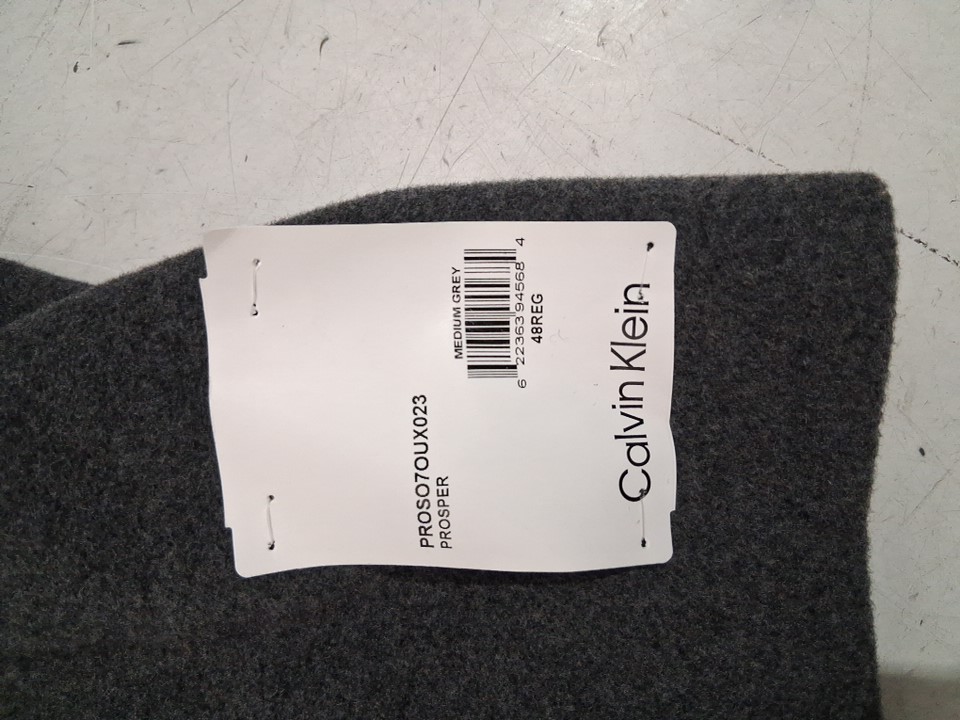 Calvin Klein
PROSO7OUX023
PROSPER
MEDIUM GREY
6 22363 94568 4
48REG